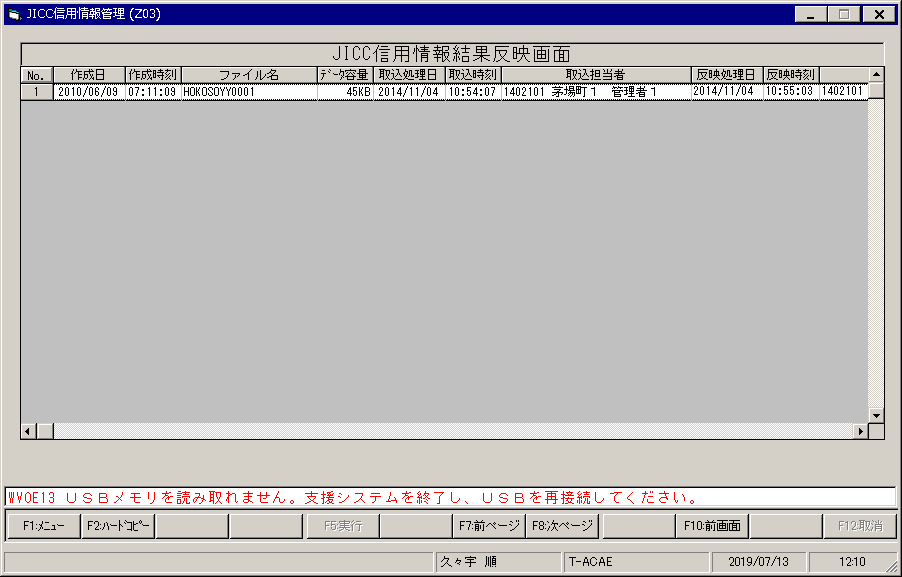 JICC信用情報管理 (Z03)
JICC信用情報結果反映画面
No. 作成日 作成時刻 ファイル名 ﾃﾞｰﾀ容量 取込処理日 取込時刻 取込担当者 反映処理日 反映時刻
1 2010/06/09 07:11:09 HOKOSOYY0001 45KB 2014/11/04 10:54:07 1402101 茅場町１ 管理者１ 2014/11/04 10:55:03 1402101
WVOE13 ＵＳＢメモリを読み取れません。支援システムを終了し、ＵＳＢを再接続してください。
F1:ﾒﾆｭｰ F2:ﾊｰﾄﾞｺﾋﾟｰ F5:実行 F7:前ページ F8:次ページ F10:前画面 F12:取消
久々宇 順 T-ACAE 2019/07/13 12:10